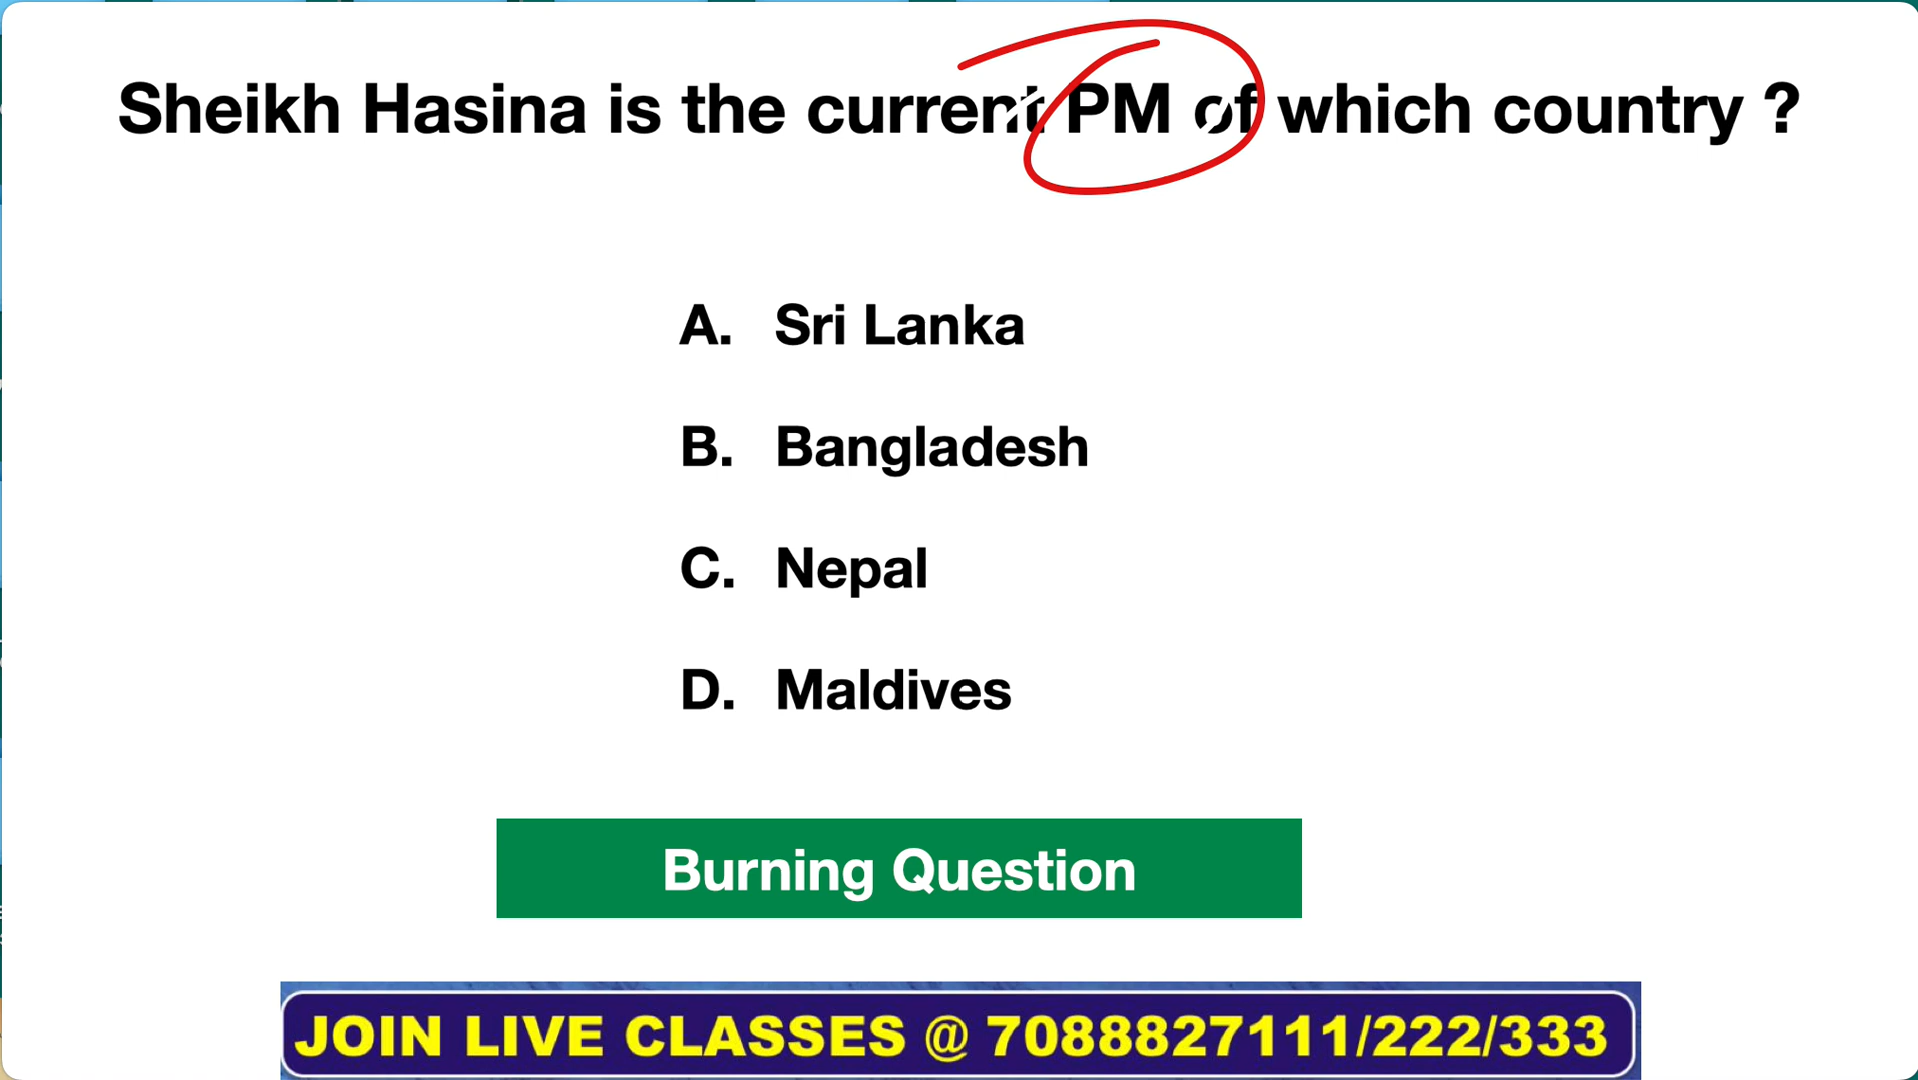 Sheikh Hasina is the current PM of which country ?
A. Sri Lanka
B. Bangladesh
C. Nepal
D. Maldives
Burning Question
JOIN LIVE CLASSES @ 7088827111/222/333